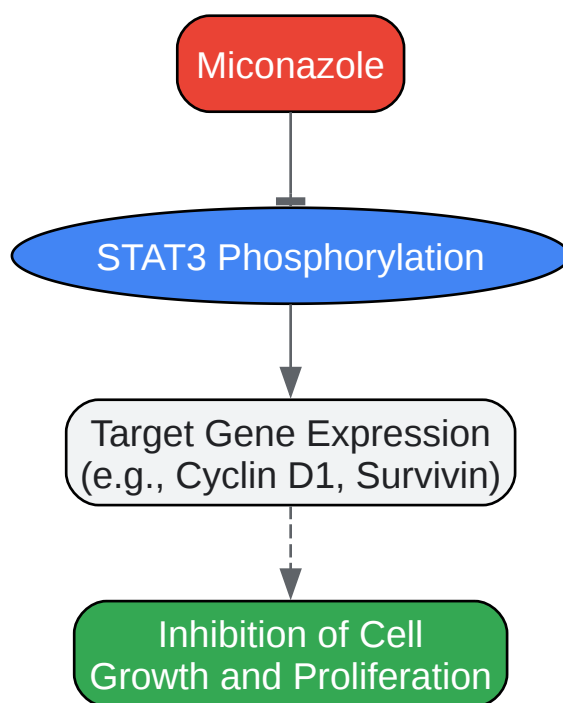 Miconazole
STAT3 Phosphorylation
Target Gene Expression
(e.g., Cyclin D1, Survivin)
Inhibition of Cell
Growth and Proliferation